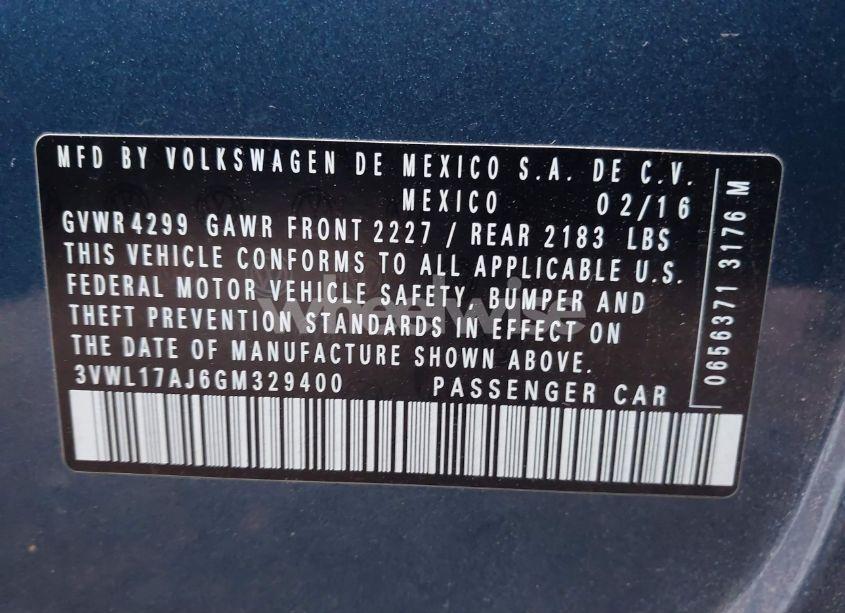 MFD BY VOLKSWAGEN DE MEXICO S.A. DE C.V.
MEXICO 02/16
GVWR 4299 GAWR FRONT 2227 / REAR 2183 LBS
THIS VEHICLE CONFORMS TO ALL APPLICABLE U.S.
FEDERAL MOTOR VEHICLE SAFETY, BUMPER AND
THEFT PREVENTION STANDARDS IN EFFECT ON
THE DATE OF MANUFACTURE SHOWN ABOVE.
3VWL17AJ6GM329400 PASSENGER CAR
0656371 3176 M
wheelwise